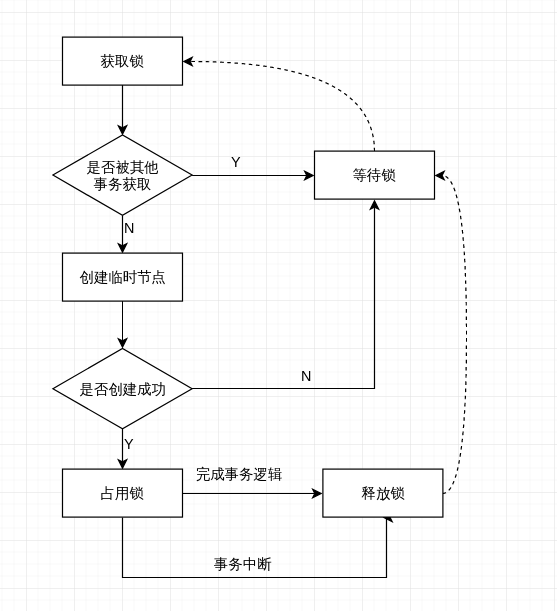 获取锁
是否被其他
事务获取
Y
等待锁
N
创建临时节点
是否创建成功
N
Y
占用锁
完成事务逻辑
释放锁
事务中断